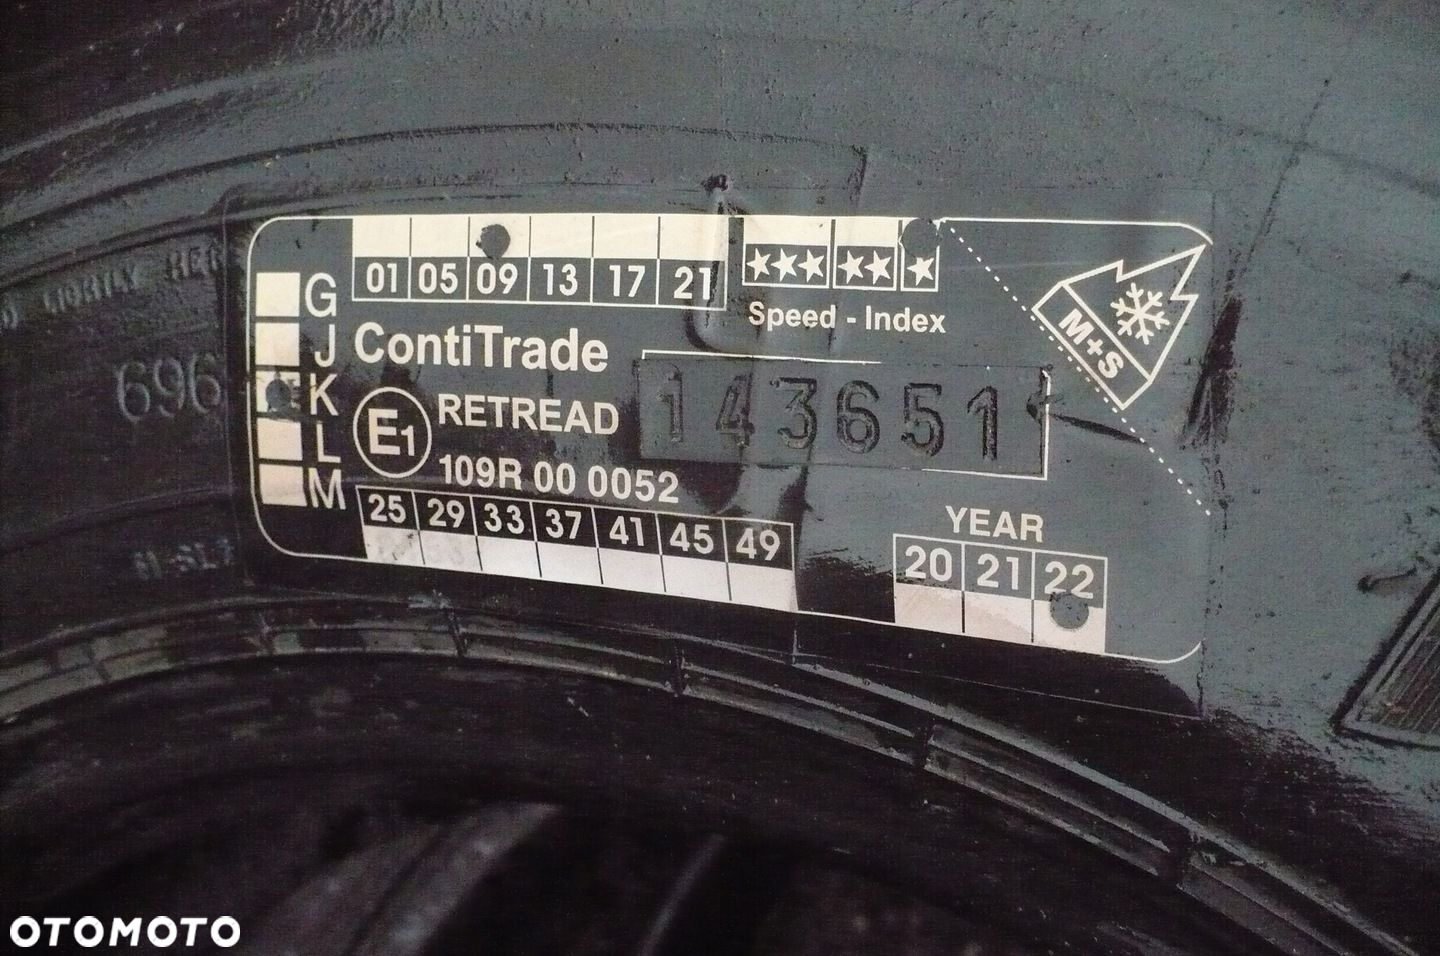 01 05 09 13 17 21
★★★ ★★ ★
Speed - Index
G
J
K
L
M
ContiTrade
E1 RETREAD
109R 00 0052
143651
M+S
25 29 33 37 41 45 49
YEAR
20 21 22
696
OTOMOTO